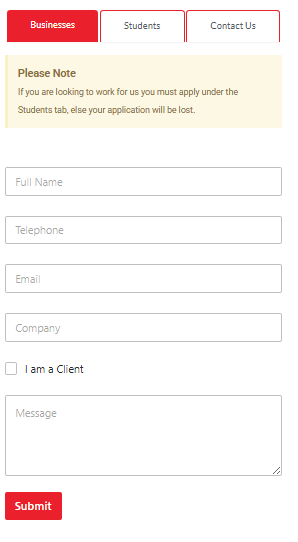 Businesses
Students
Contact Us
Please Note
If you are looking to work for us you must apply under the
Students tab, else your application will be lost.
Full Name
Telephone
Email
Company
I am a Client
Message
Submit